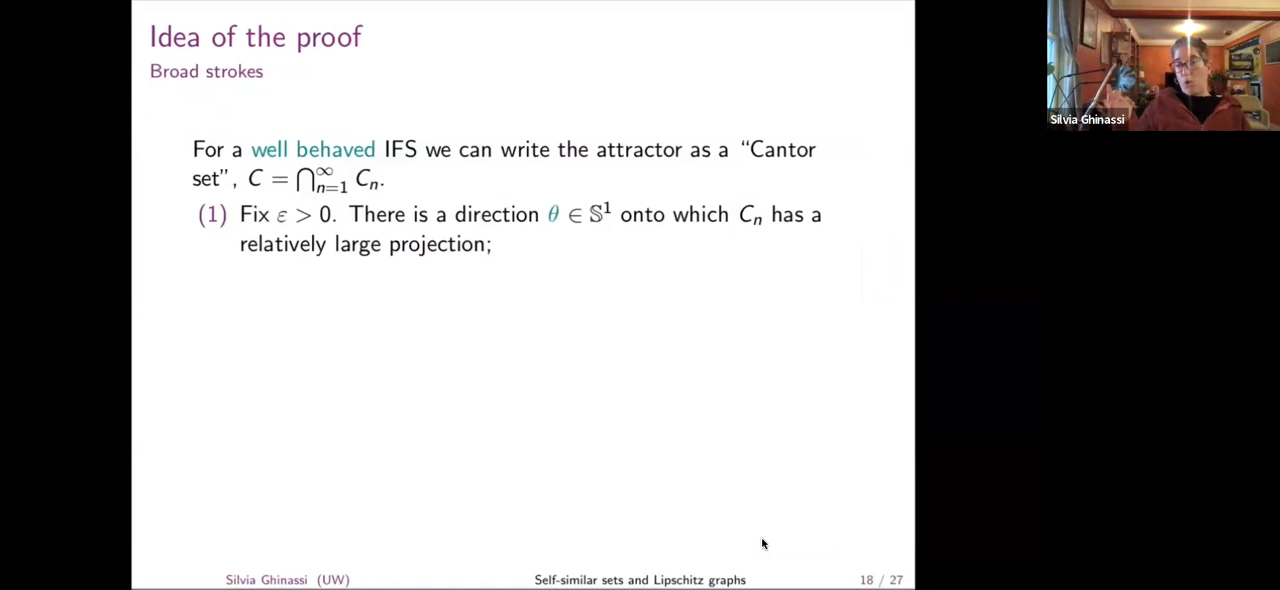 Idea of the proof
Broad strokes
For a well behaved IFS we can write the attractor as a “Cantor
set”, C = ⋂_{n=1}^{∞} C_n.
(1) Fix ε > 0. There is a direction θ ∈ 𝕊¹ onto which C_n has a
relatively large projection;
Silvia Ghinassi (UW)
Self-similar sets and Lipschitz graphs
18 / 27
Silvia Ghinassi